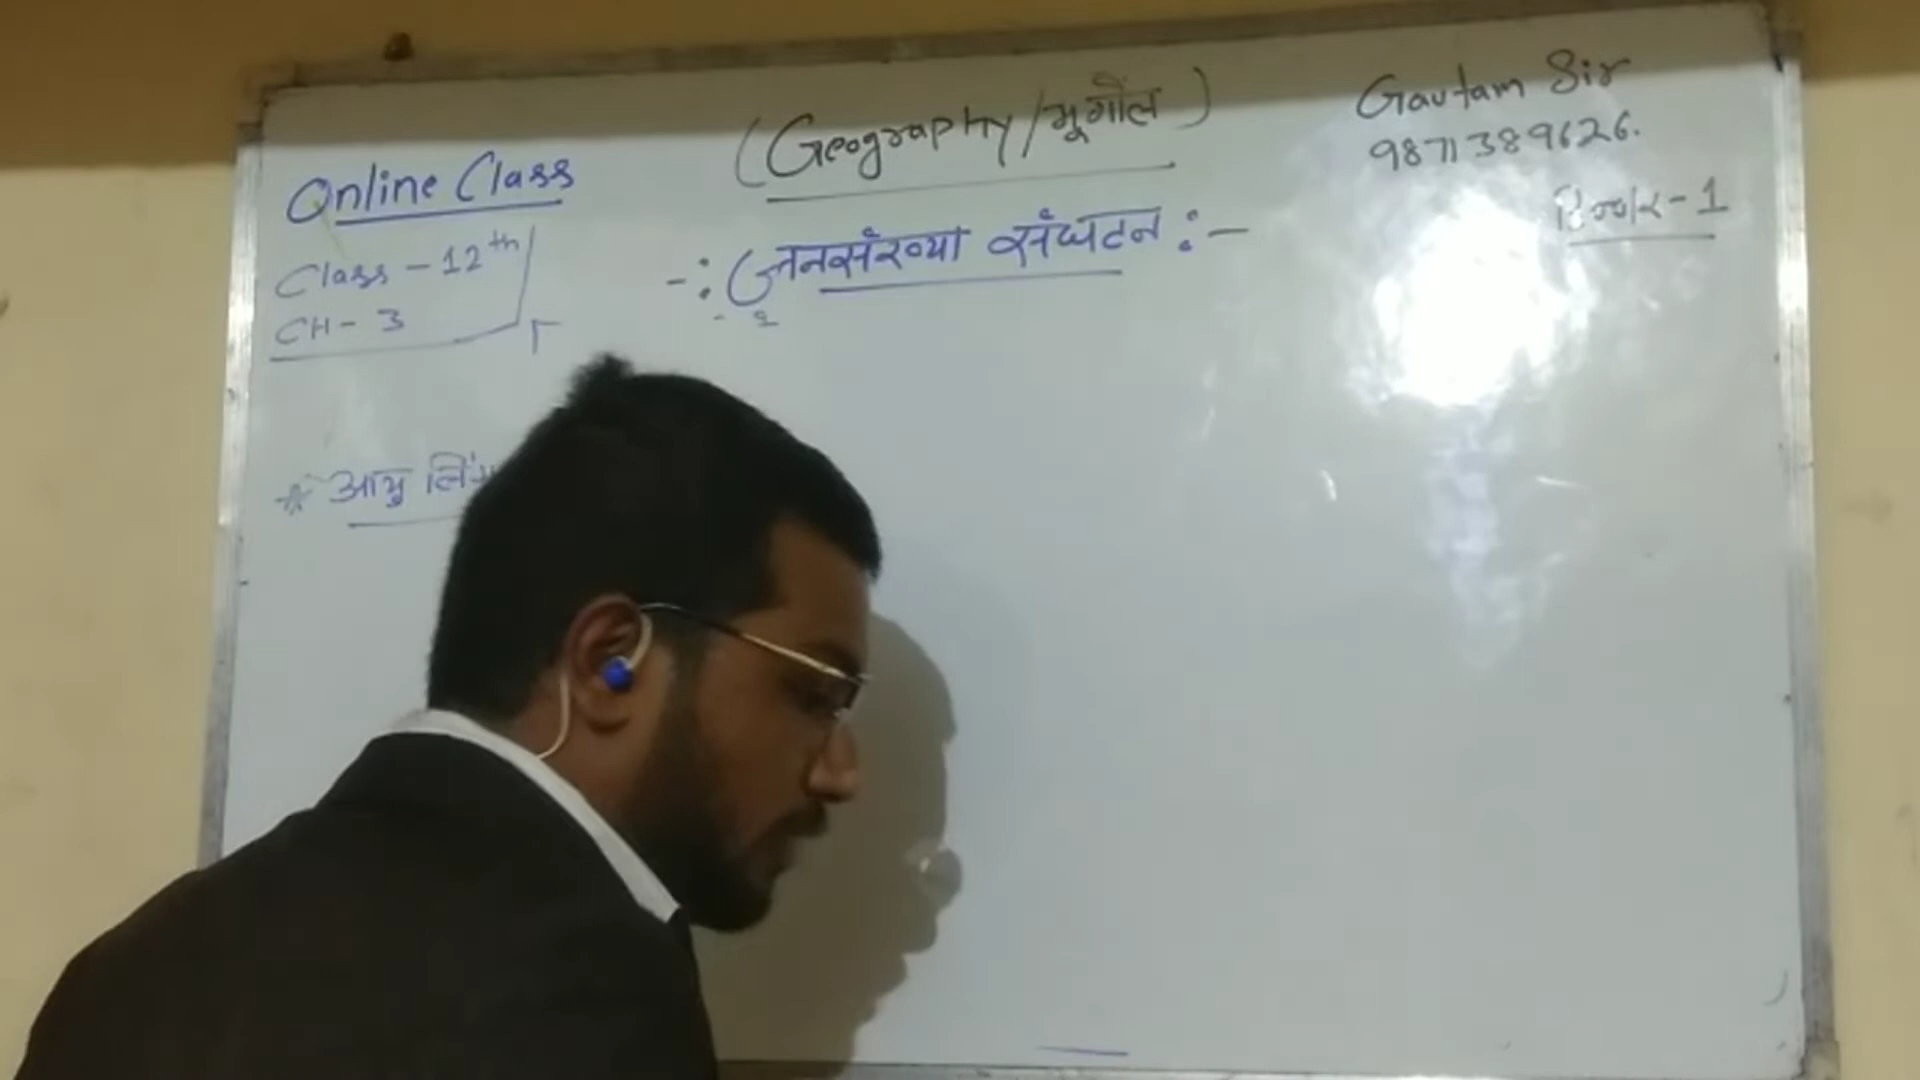 (Geography/भूगोल)
Gautam Sir
9871389626.
Online Class
Class - 12th
CH - 3
-: जनसंख्या संघटन :-
- 1
* आयु लिंग